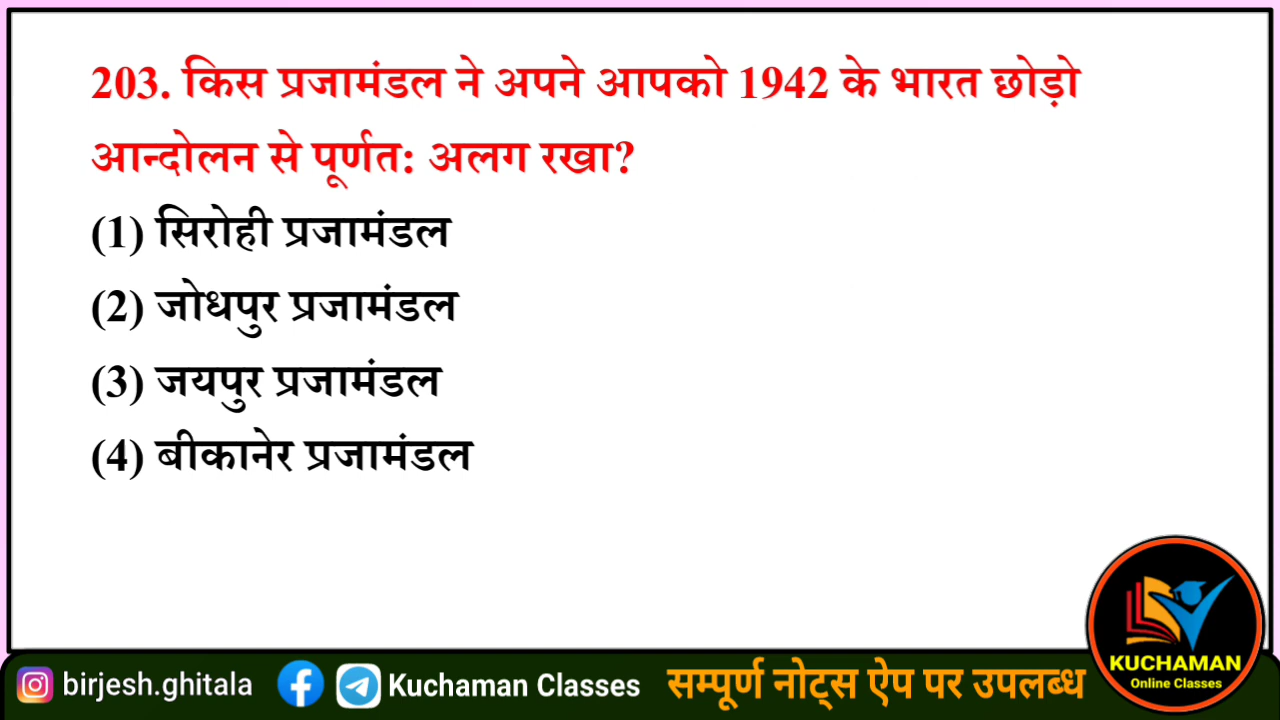 203. किस प्रजामंडल ने अपने आपको 1942 के भारत छोड़ो
आन्दोलन से पूर्णत: अलग रखा?
(1) सिरोही प्रजामंडल
(2) जोधपुर प्रजामंडल
(3) जयपुर प्रजामंडल
(4) बीकानेर प्रजामंडल
KUCHAMAN
Online Classes
birjesh.ghitala Kuchaman Classes सम्पूर्ण नोट्स ऐप पर उपलब्ध